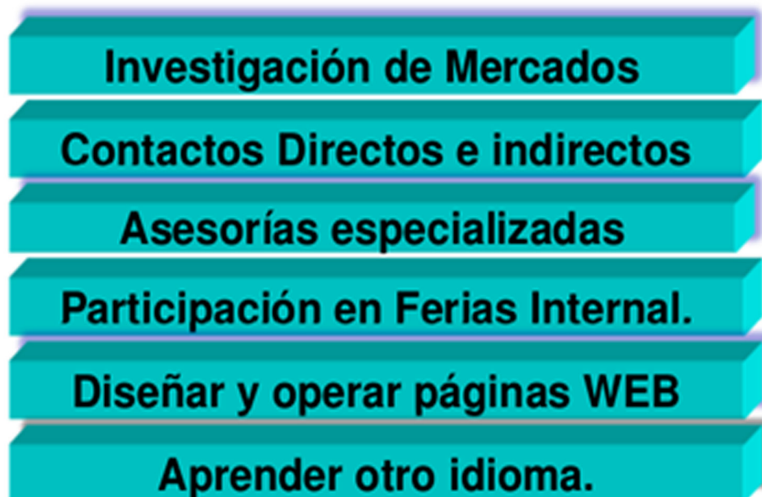 Investigación de Mercados
Contactos Directos e indirectos
Asesorías especializadas
Participación en Ferias Internal.
Diseñar y operar páginas WEB
Aprender otro idioma.